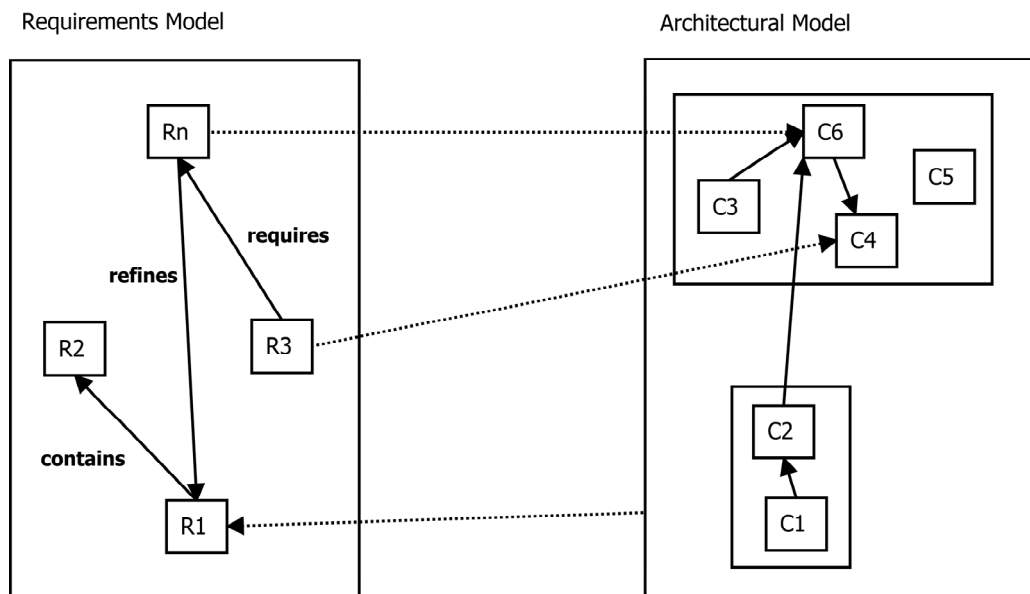 Requirements Model
Architectural Model
Rn
C6
C5
C3
requires
C4
refines
R2
R3
C2
contains
R1
C1